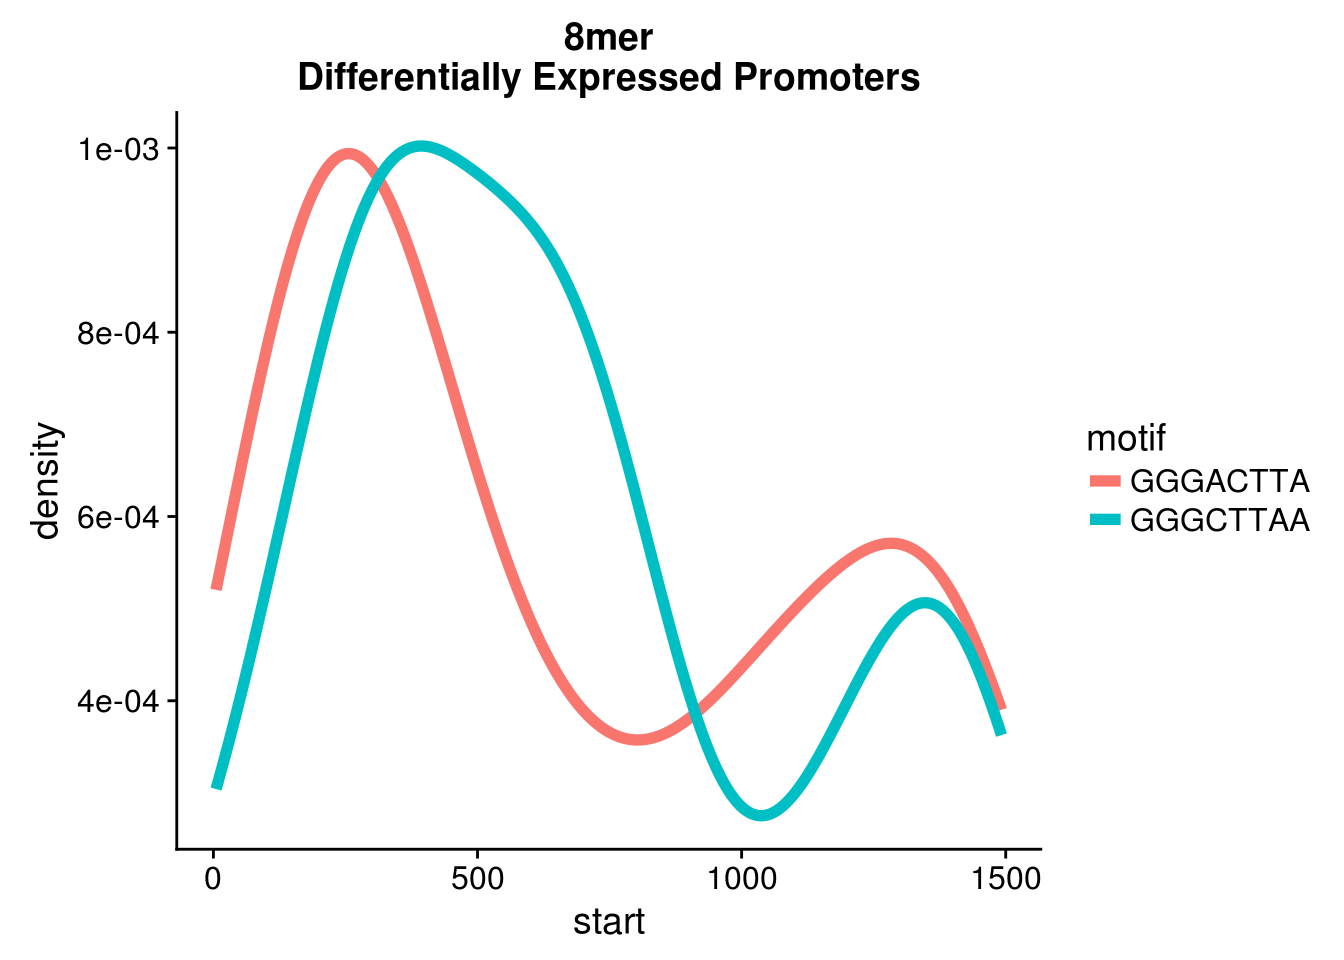 8mer
Differentially Expressed Promoters
1e-03
8e-04
6e-04
4e-04
density
0 500 1000 1500
start
motif
GGGACTTA
GGGCTTAA